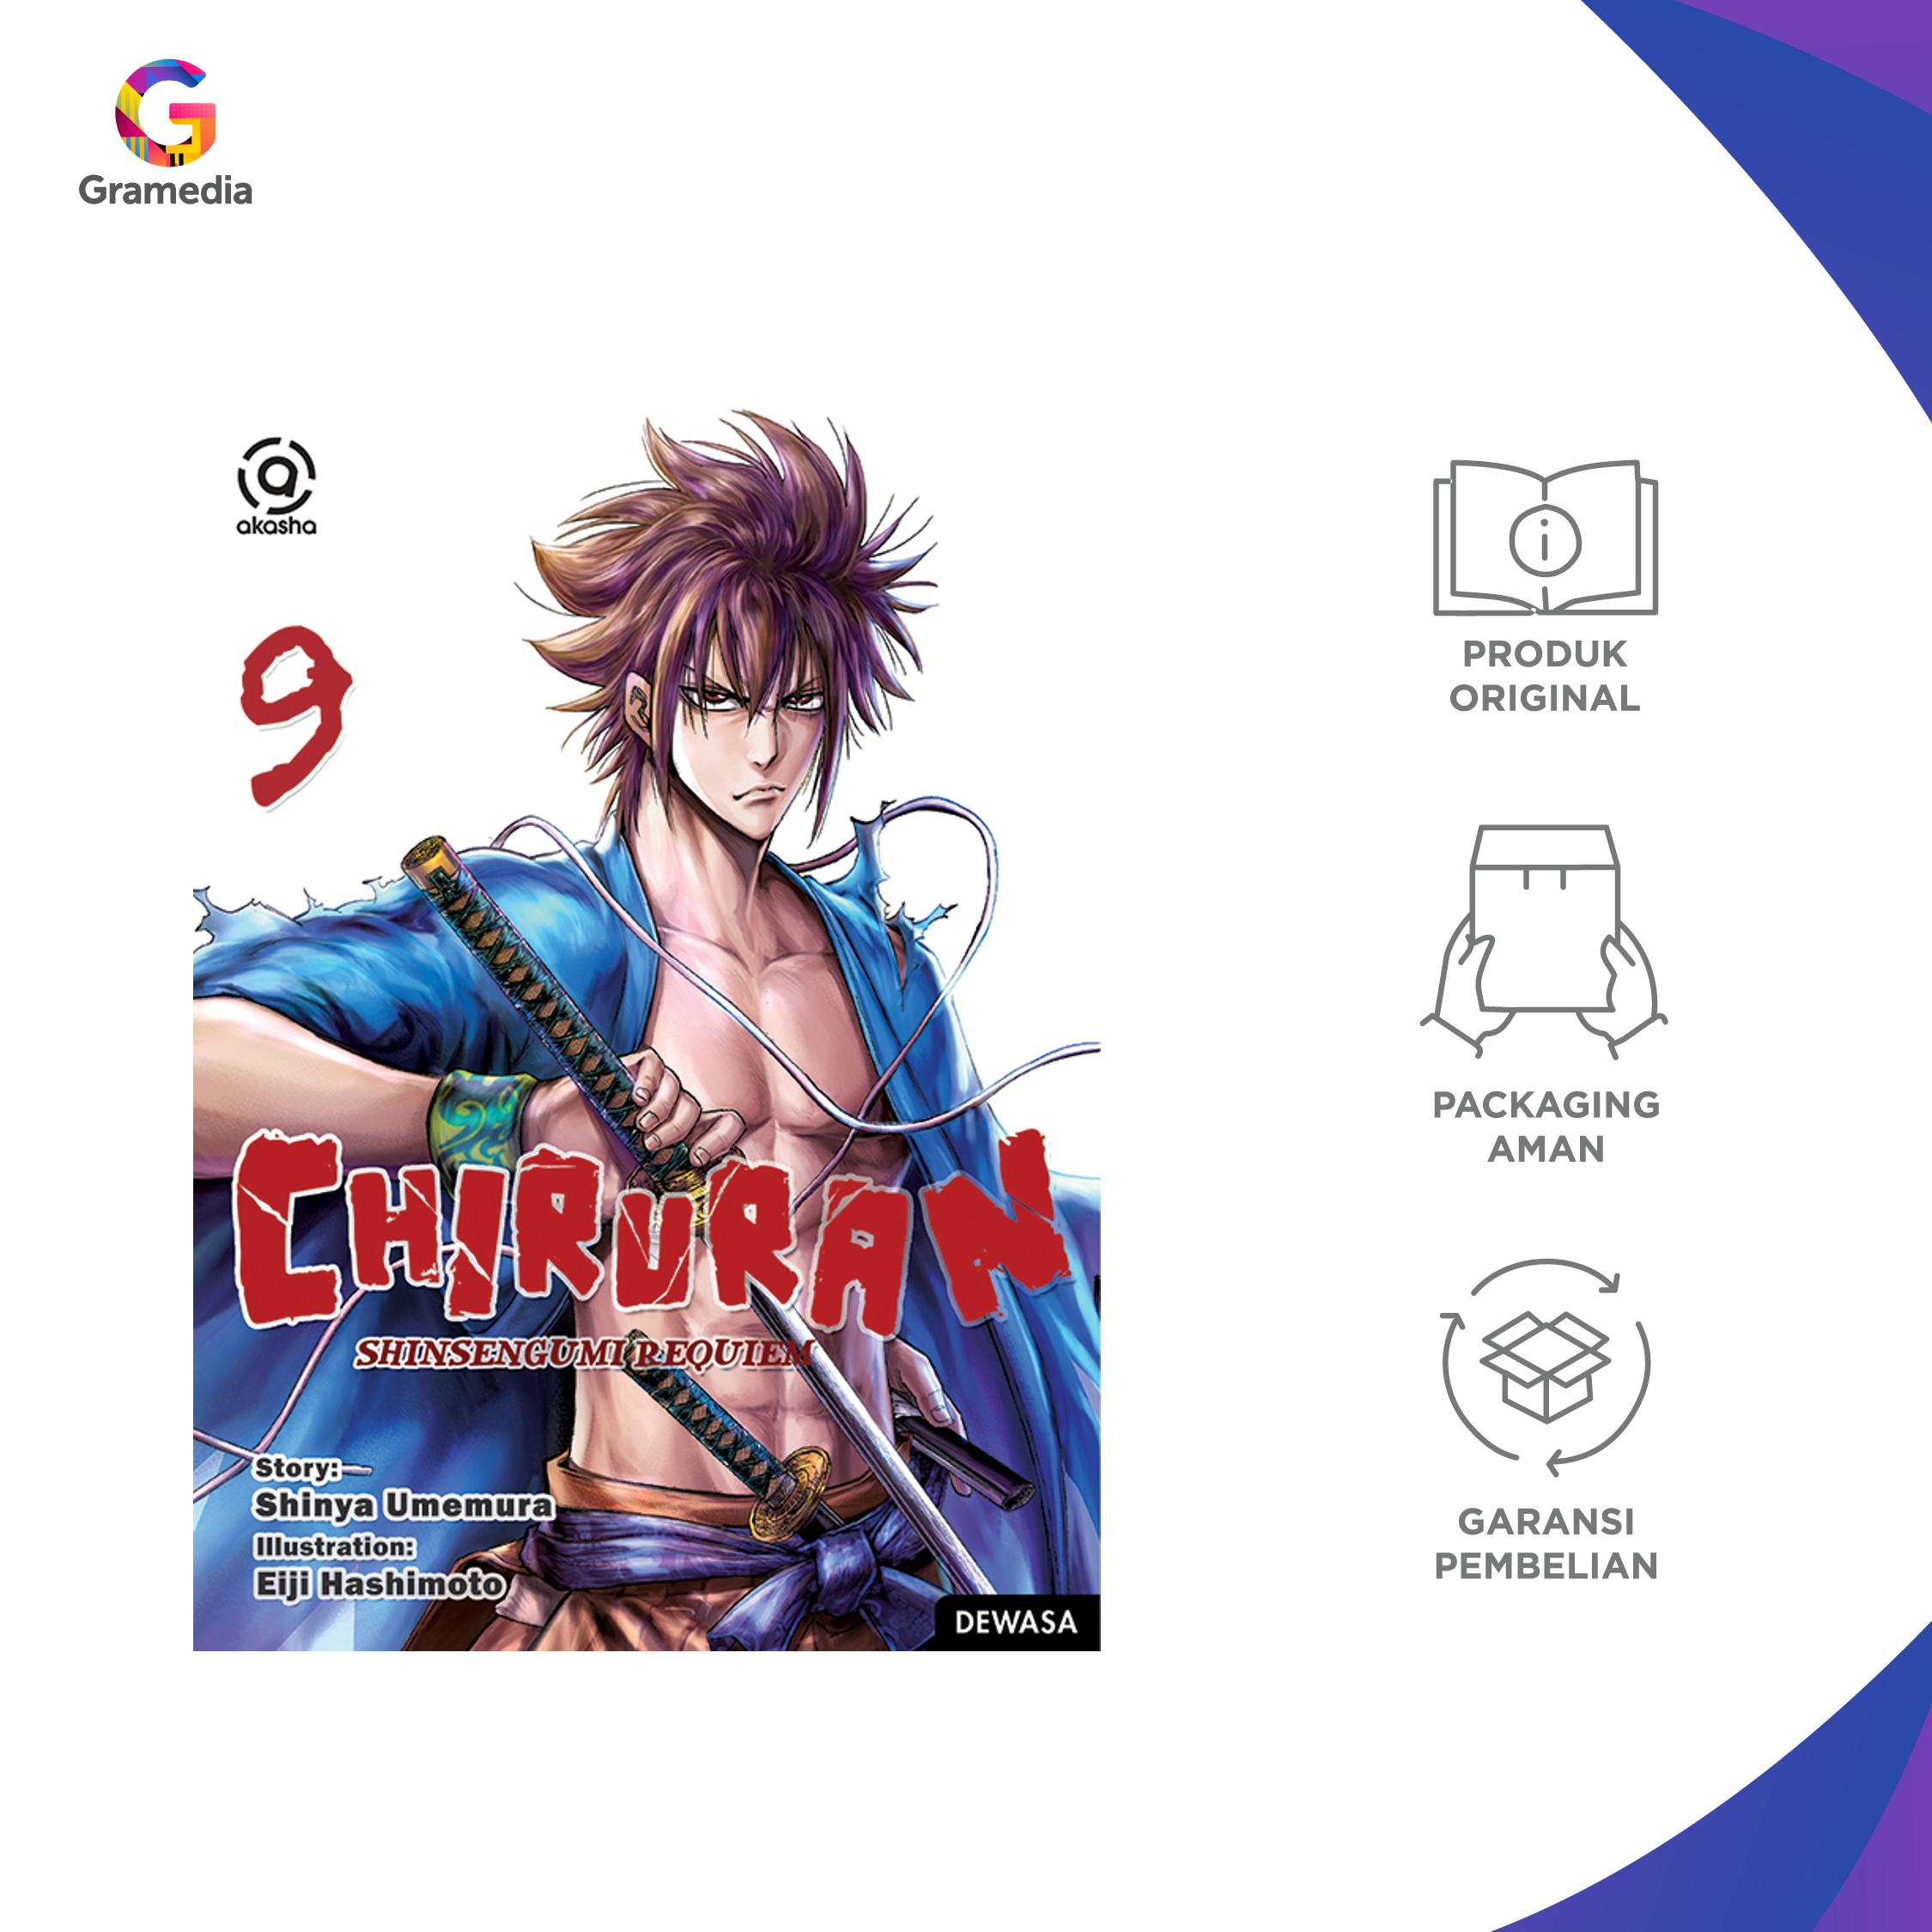 Gramedia
akasha
9
CHIRURAN
SHINSENGUMI REQUIEM
Story:
Shinya Umemura
Illustration:
Eiji Hashimoto
DEWASA
PRODUK
ORIGINAL
PACKAGING
AMAN
GARANSI
PEMBELIAN